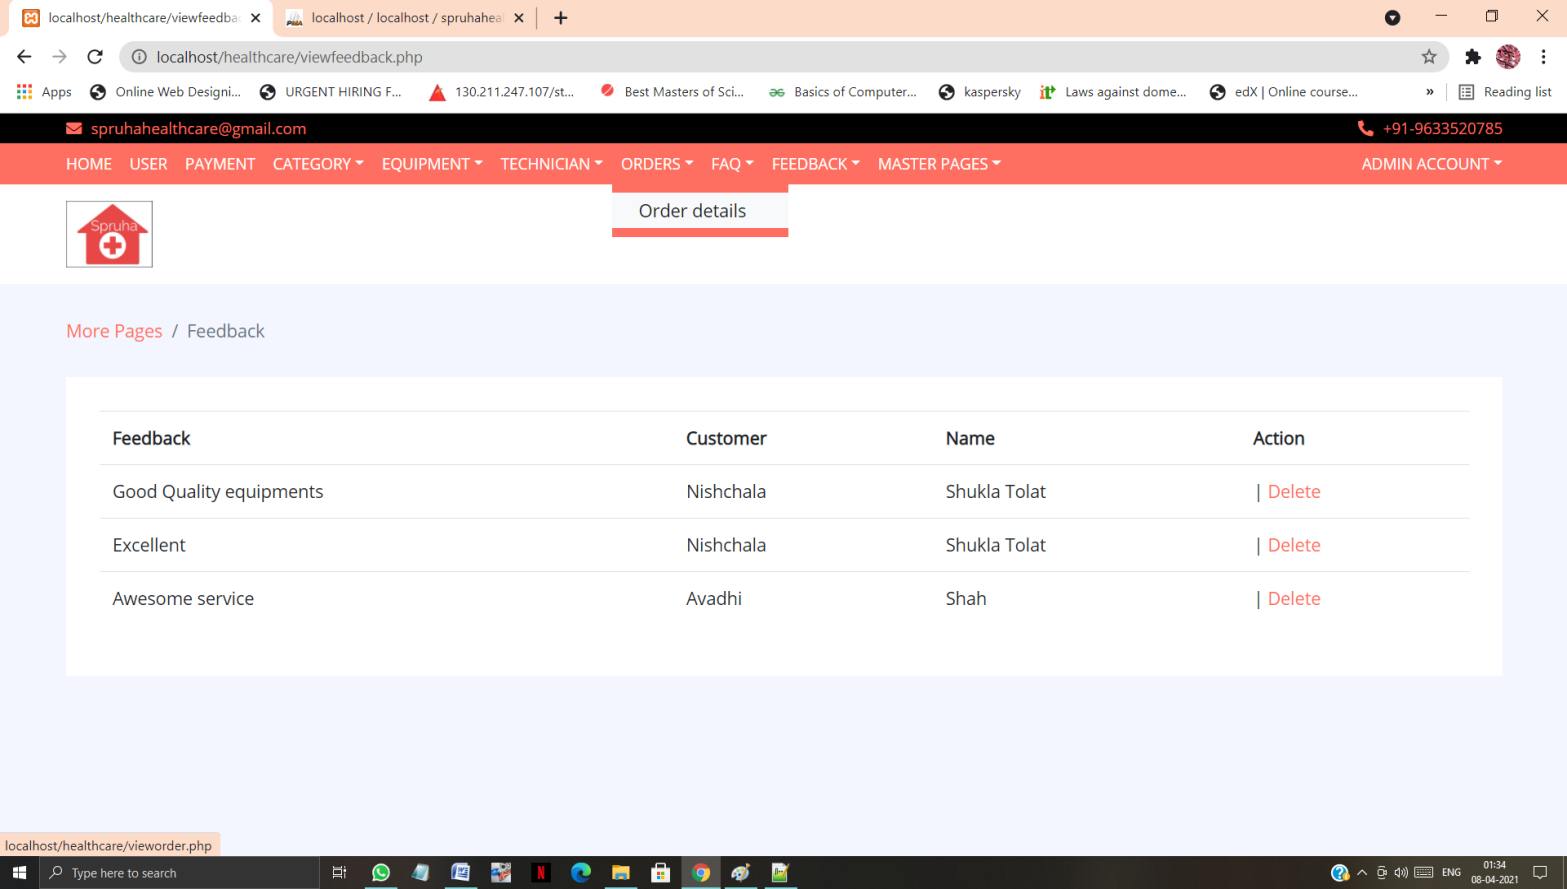 localhost/healthcare/viewfeedba
localhost / localhost / spruhaheal
localhost/healthcare/viewfeedback.php
Apps Online Web Designi... URGENT HIRING F... 130.211.247.107/st... Best Masters of Sci... Basics of Computer... kaspersky Laws against dome... edX | Online course... » Reading list
spruhahealthcare@gmail.com +91-9633520785
HOME USER PAYMENT CATEGORY EQUIPMENT TECHNICIAN ORDERS FAQ FEEDBACK MASTER PAGES ADMIN ACCOUNT
Order details
Spruha
More Pages / Feedback
Feedback Customer Name Action
Good Quality equipments Nishchala Shukla Tolat | Delete
Excellent Nishchala Shukla Tolat | Delete
Awesome service Avadhi Shah | Delete
localhost/healthcare/vieworder.php
Type here to search
ENG
01:34
08-04-2021